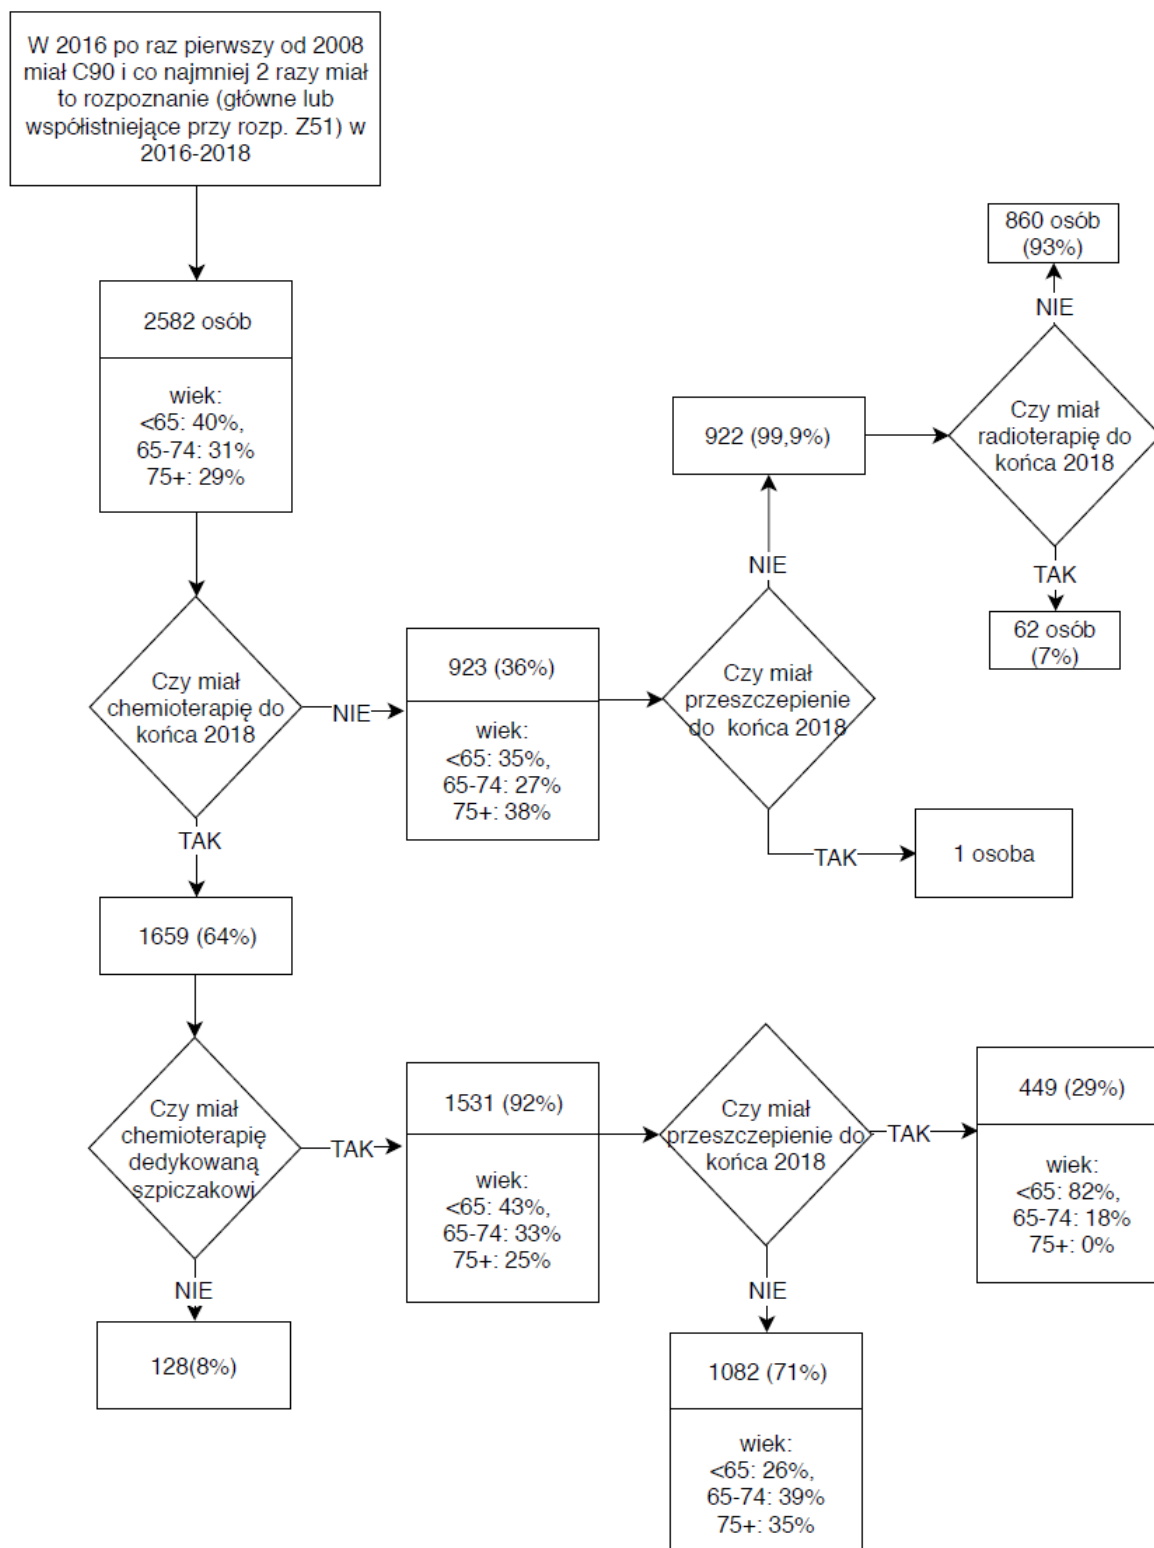 W 2016 po raz pierwszy od 2008
miał C90 i co najmniej 2 razy miał
to rozpoznanie (główne lub
współistniejące przy rozp. Z51) w
2016-2018
2582 osób
wiek:
<65: 40%,
65-74: 31%
75+: 29%
Czy miał
chemioterapię do
końca 2018
NIE
923 (36%)
wiek:
<65: 35%,
65-74: 27%
75+: 38%
Czy miał
przeszczepienie
do końca 2018
NIE
922 (99,9%)
Czy miał
radioterapię do
końca 2018
NIE
860 osób
(93%)
TAK
62 osób
(7%)
TAK
1 osoba
TAK
1659 (64%)
Czy miał
chemioterapię
dedykowaną
szpiczakowi
TAK
1531 (92%)
wiek:
<65: 43%,
65-74: 33%
75+: 25%
Czy miał
przeszczepienie do
końca 2018
TAK
449 (29%)
wiek:
<65: 82%,
65-74: 18%
75+: 0%
NIE
128(8%)
NIE
1082 (71%)
wiek:
<65: 26%,
65-74: 39%
75+: 35%